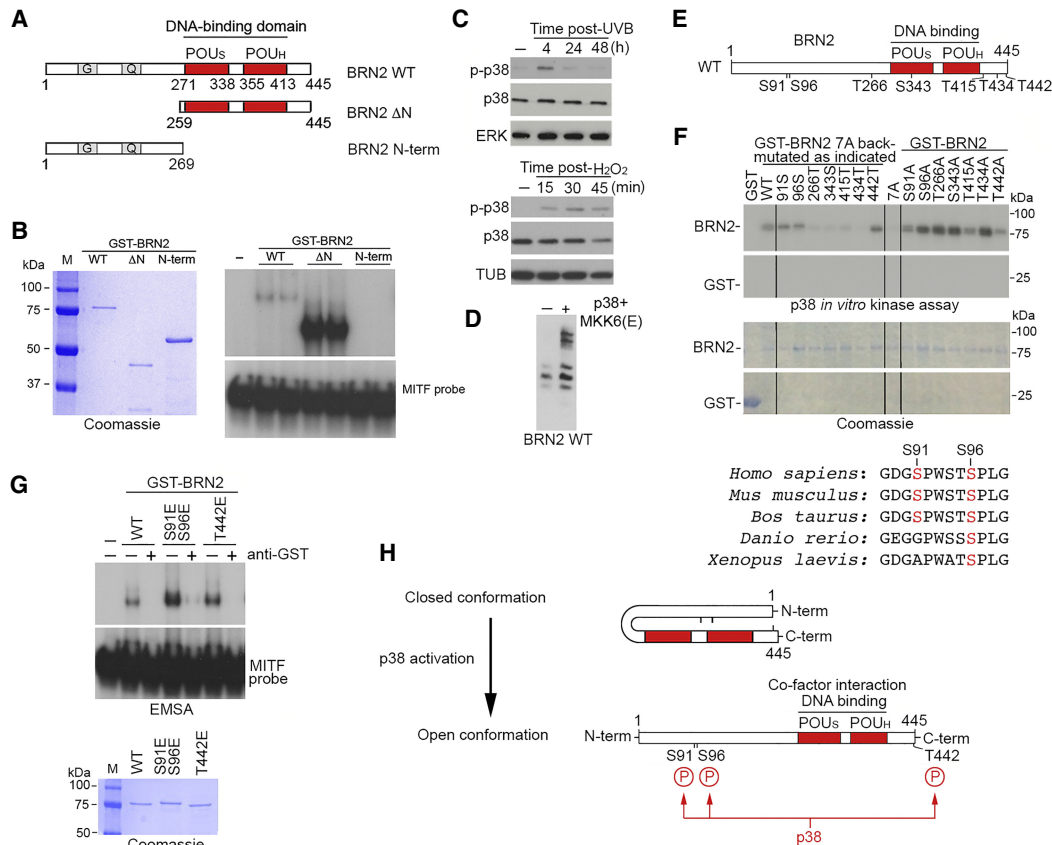 A
DNA-binding domain
POUS POUH
G Q
BRN2 WT
1 271 338 355 413 445
BRN2 ΔN
259 445
G Q
BRN2 N-term
1 269
B
GST-BRN2
kDa M WT ΔN N-term
100
75
50
37
Coomassie
GST-BRN2
– WT ΔN N-term
MITF probe
C
Time post-UVB
– 4 24 48 (h)
p-p38
p38
ERK
Time post-H2O2
– 15 30 45 (min)
p-p38
p38
TUB
D
– + p38+
MKK6(E)
BRN2 WT
E
BRN2
DNA binding
1 POUS POUH 445
WT
S91 S96 T266 S343 T415 T434 T442
F
GST-BRN2 7A back-
mutated as indicated
GST-BRN2
GST WT 91S 96S 266T 343S 415T 434T 442T 7A S91A S96A T266A S343A T415A T434A T442A
kDa
BRN2-
-100
-75
GST-
-25
p38 in vitro kinase assay
kDa
BRN2-
-100
-75
GST-
-25
Coomassie
S91 S96
Homo sapiens: GDGSPWSTSPLG
Mus musculus: GDGSPWSTSPLG
Bos taurus: GDGSPWSTSPLG
Danio rerio: GEGGPWSSSPLG
Xenopus laevis: GDGAPWATSPLG
G
GST-BRN2
– WT S91E S96E T442E
– + – + – + anti-GST
MITF
probe
EMSA
kDa M WT S91E S96E T442E
100
75
50
Coomassie
H
Closed conformation
p38 activation
Open conformation
1
N-term
C-term
445
Co-factor interaction
DNA binding
1 POUS POUH 445
N-term C-term
S91 S96 T442
P P P
p38